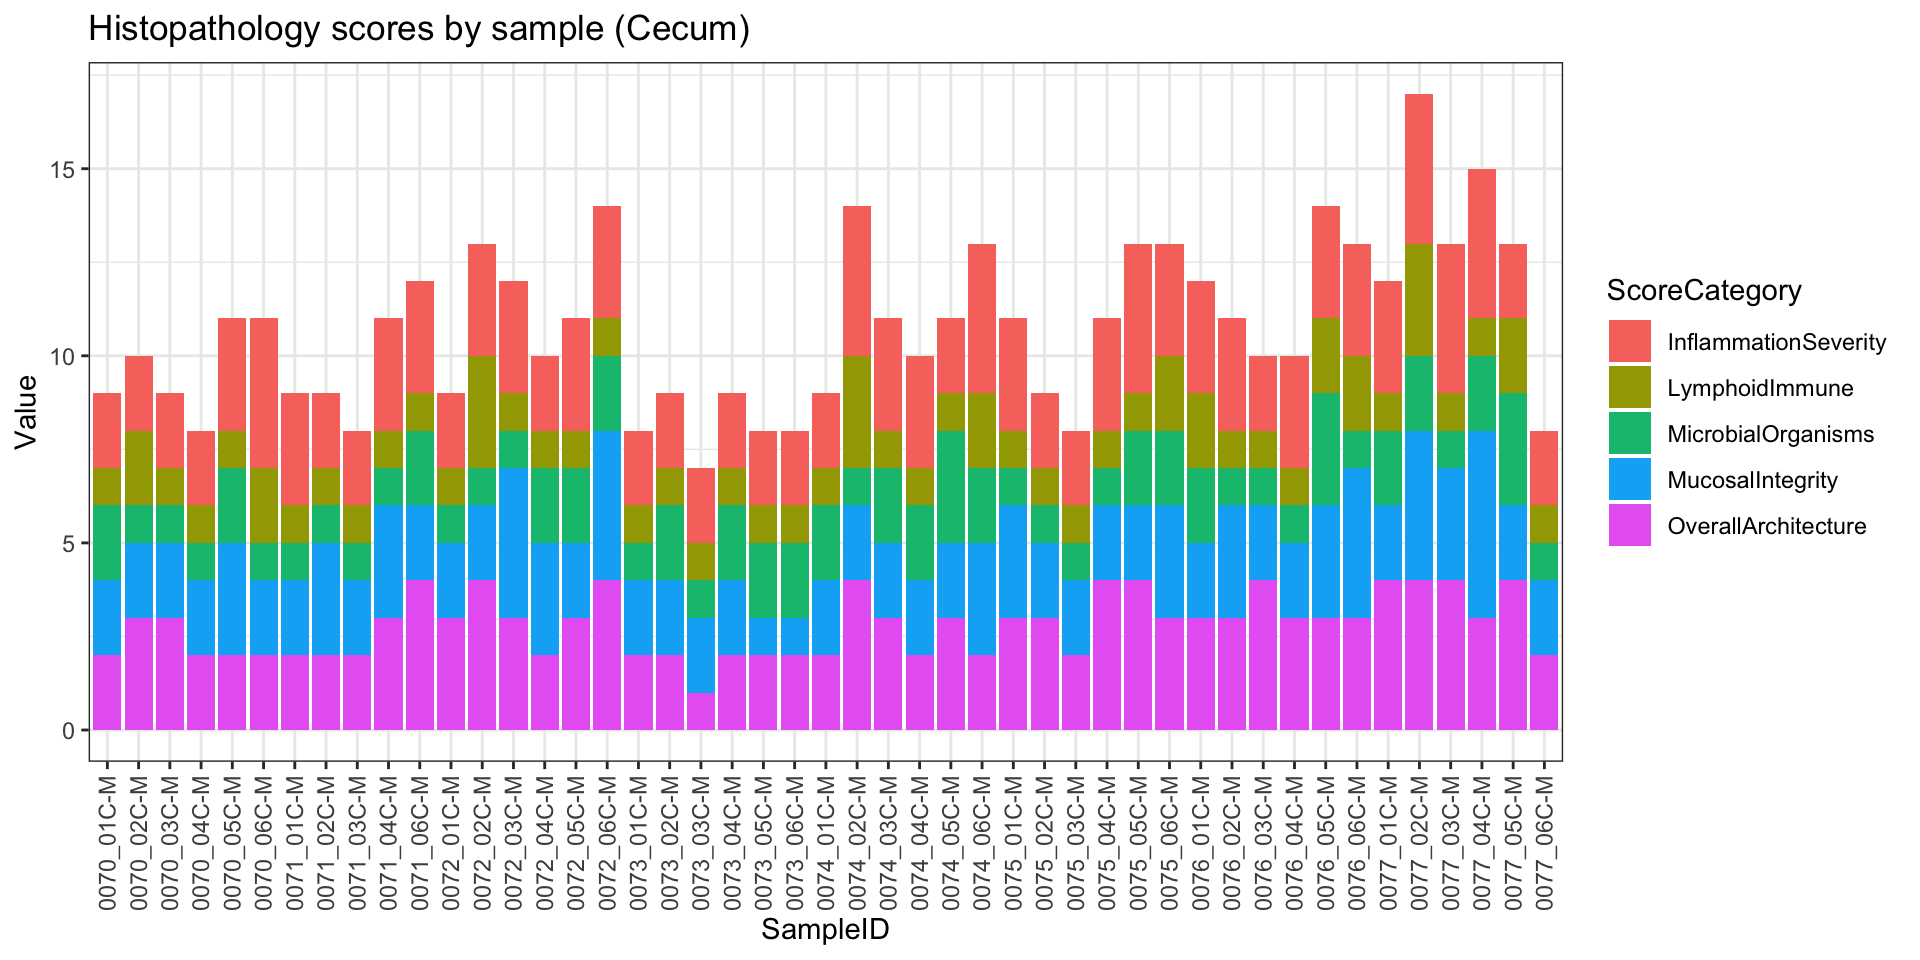 Histopathology scores by sample (Cecum)
Value
15
10
5
0
0070_01C-M
0070_02C-M
0070_03C-M
0070_04C-M
0070_05C-M
0070_06C-M
0071_01C-M
0071_02C-M
0071_03C-M
0071_04C-M
0071_06C-M
0072_01C-M
0072_02C-M
0072_03C-M
0072_04C-M
0072_05C-M
0072_06C-M
0073_01C-M
0073_02C-M
0073_03C-M
0073_04C-M
0073_05C-M
0073_06C-M
0074_01C-M
0074_02C-M
0074_03C-M
0074_04C-M
0074_05C-M
0074_06C-M
0075_01C-M
0075_02C-M
0075_03C-M
0075_04C-M
0075_05C-M
0075_06C-M
0076_01C-M
0076_02C-M
0076_03C-M
0076_04C-M
0076_05C-M
0076_06C-M
0077_01C-M
0077_02C-M
0077_03C-M
0077_04C-M
0077_05C-M
0077_06C-M
SampleID
ScoreCategory
InflammationSeverity
LymphoidImmune
MicrobialOrganisms
MucosalIntegrity
OverallArchitecture